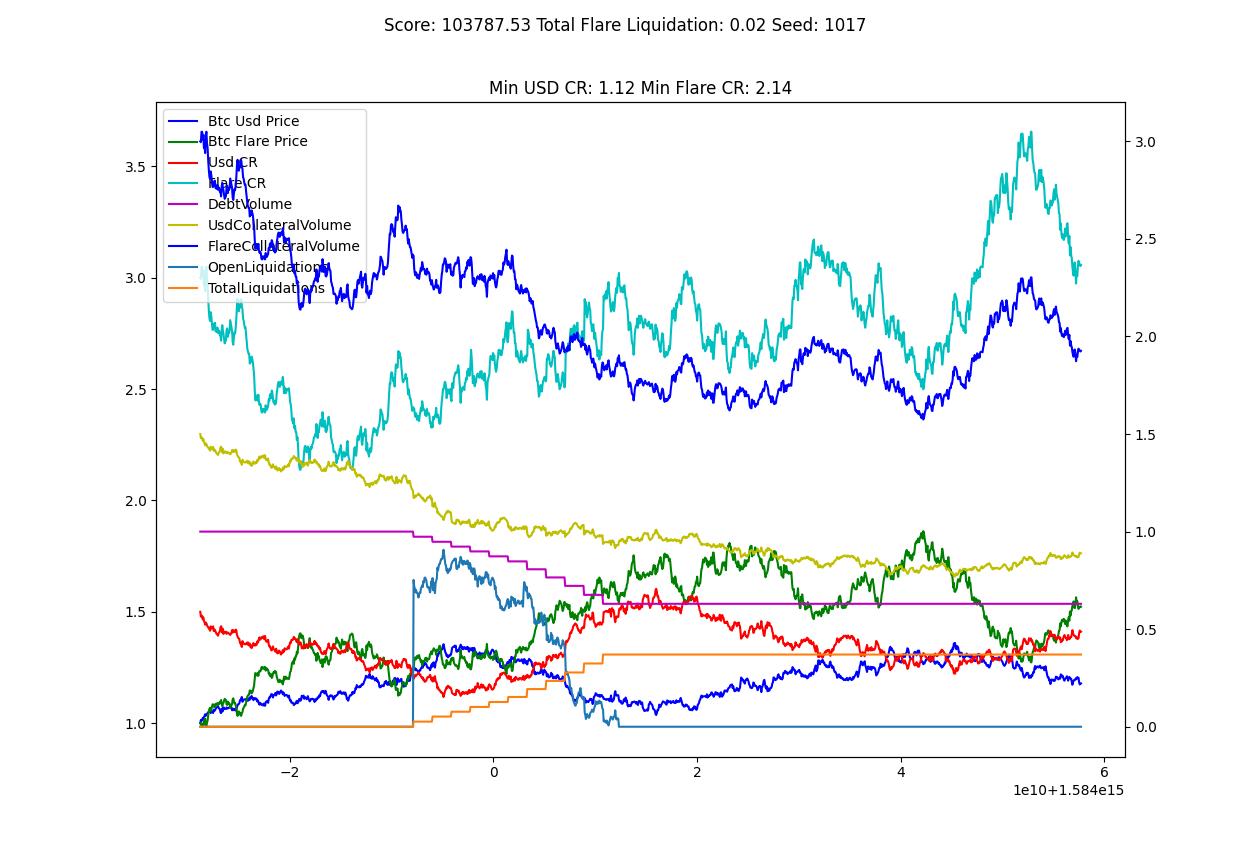 Score: 103787.53 Total Flare Liquidation: 0.02 Seed: 1017
Min USD CR: 1.12 Min Flare CR: 2.14
Btc Usd Price
Btc Flare Price
Usd CR
Flare CR
DebtVolume
UsdCollateralVolume
FlareCollateralVolume
OpenLiquidations
TotalLiquidations
3.5
3.0
2.5
2.0
1.5
1.0
3.0
2.5
2.0
1.5
1.0
0.5
0.0
−2
0
2
4
6
1e10+1.584e15